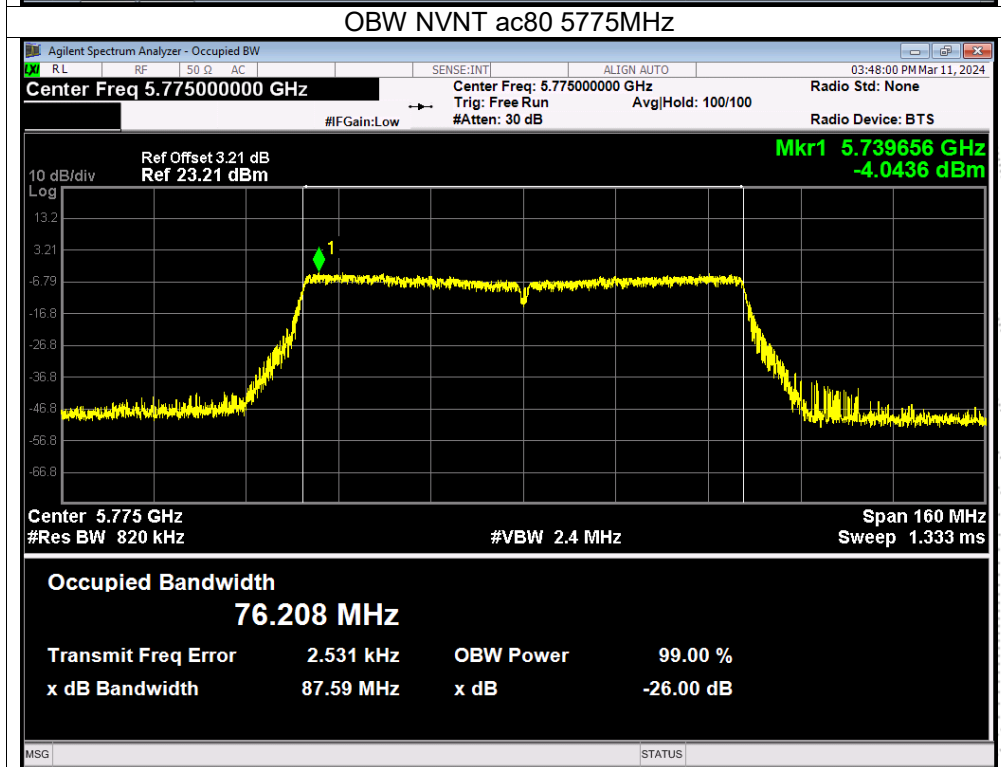 OBW NVNT ac80 5775MHz
Agilent Spectrum Analyzer - Occupied BW
LXI RL RF 50 Ω AC SENSE:INT ALIGN AUTO 03:48:00 PM Mar 11, 2024
Center Freq 5.775000000 GHz Center Freq: 5.775000000 GHz Radio Std: None
Trig: Free Run Avg|Hold: 100/100
#IFGain:Low #Atten: 30 dB Radio Device: BTS
Ref Offset 3.21 dB Mkr1 5.739656 GHz
10 dB/div Ref 23.21 dBm -4.0436 dBm
Log
13.2
3.21
1
-6.79
-16.8
-26.8
-36.8
-46.8
-56.8
-66.8
Center 5.775 GHz Span 160 MHz
#Res BW 820 kHz #VBW 2.4 MHz Sweep 1.333 ms
Occupied Bandwidth
76.208 MHz
Transmit Freq Error 2.531 kHz OBW Power 99.00 %
x dB Bandwidth 87.59 MHz x dB -26.00 dB
MSG STATUS